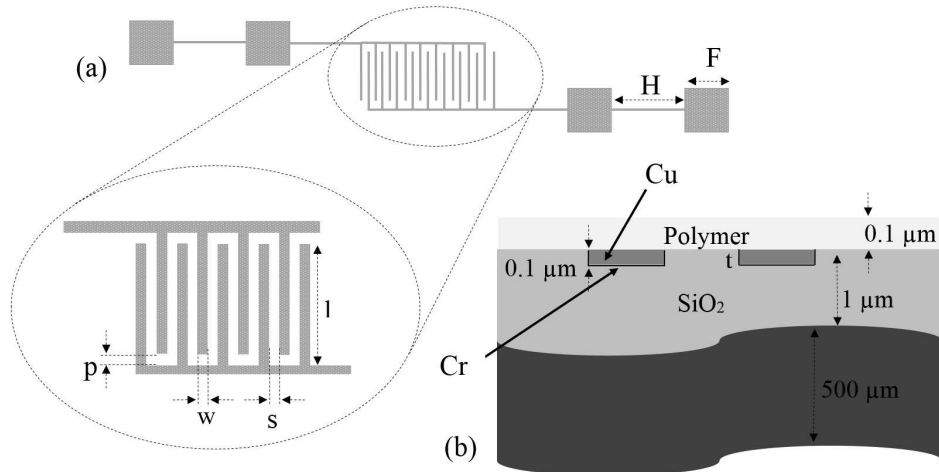 (a)
H
F
l
p
w
s
Cu
Polymer
0.1 µm
0.1 µm
t
1 µm
SiO₂
Cr
500 µm
(b)